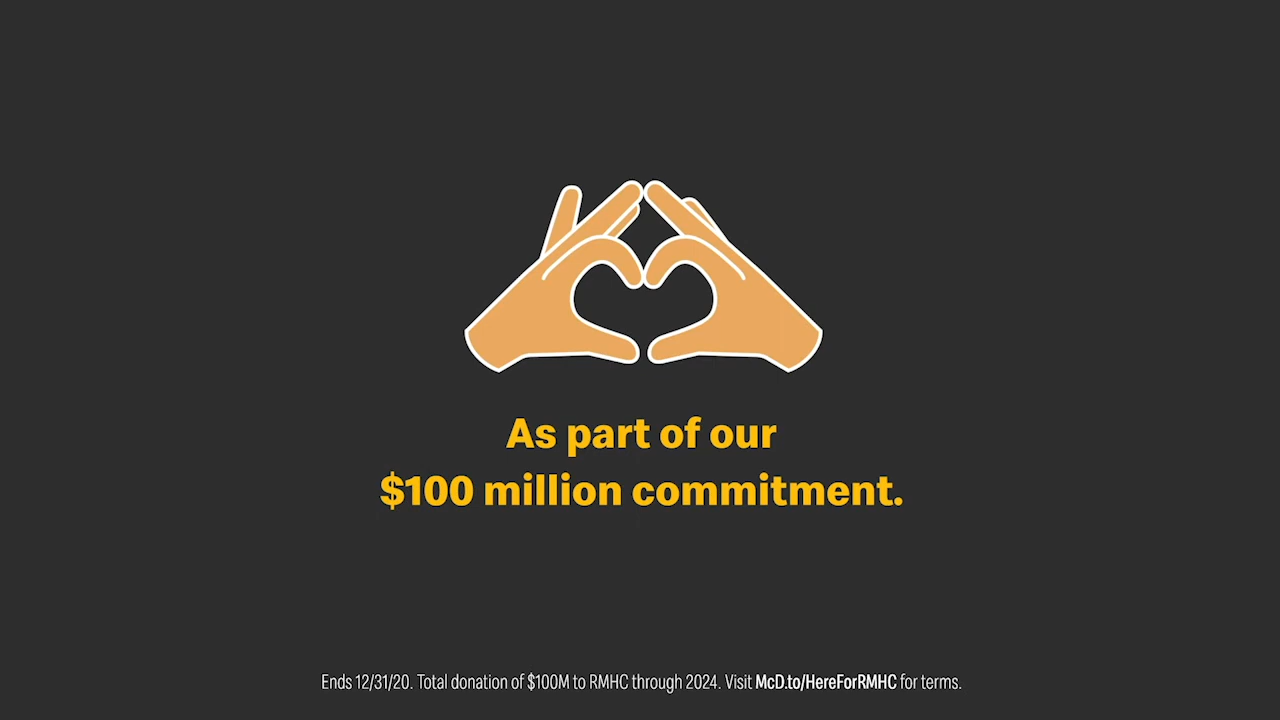 As part of our
$100 million commitment.
Ends 12/31/20. Total donation of $100M to RMHC through 2024. Visit McD.to/HereForRMHC for terms.